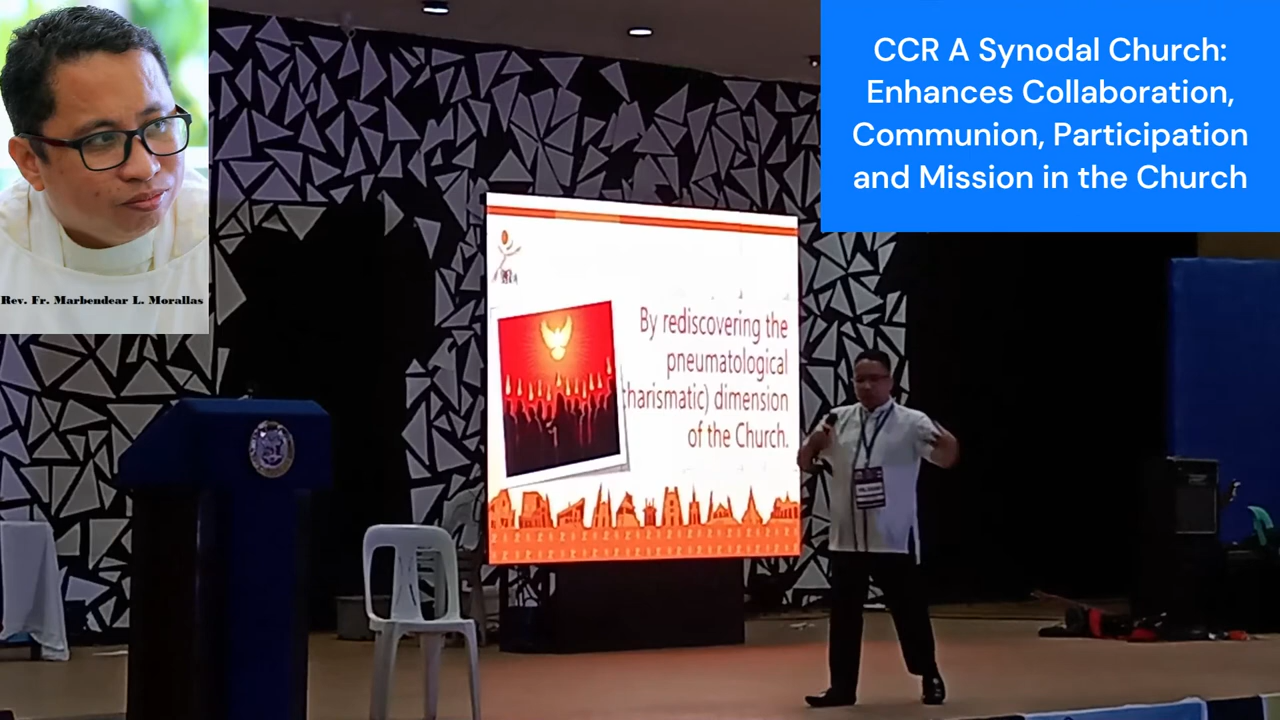 Rev. Fr. Marbendear L. Morallas
CCR A Synodal Church:
Enhances Collaboration,
Communion, Participation
and Mission in the Church
By rediscovering the
pneumatological
charismatic) dimension
of the Church.